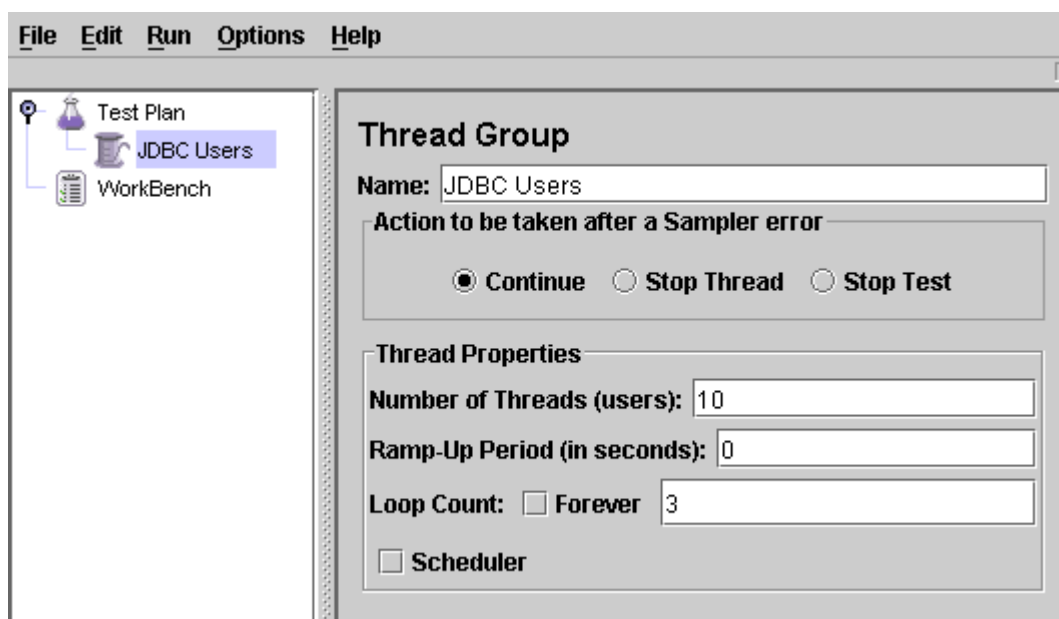 File Edit Run Options Help
Test Plan
JDBC Users
WorkBench
Thread Group
Name: JDBC Users
Action to be taken after a Sampler error
Continue Stop Thread Stop Test
Thread Properties
Number of Threads (users): 10
Ramp-Up Period (in seconds): 0
Loop Count: Forever 3
Scheduler